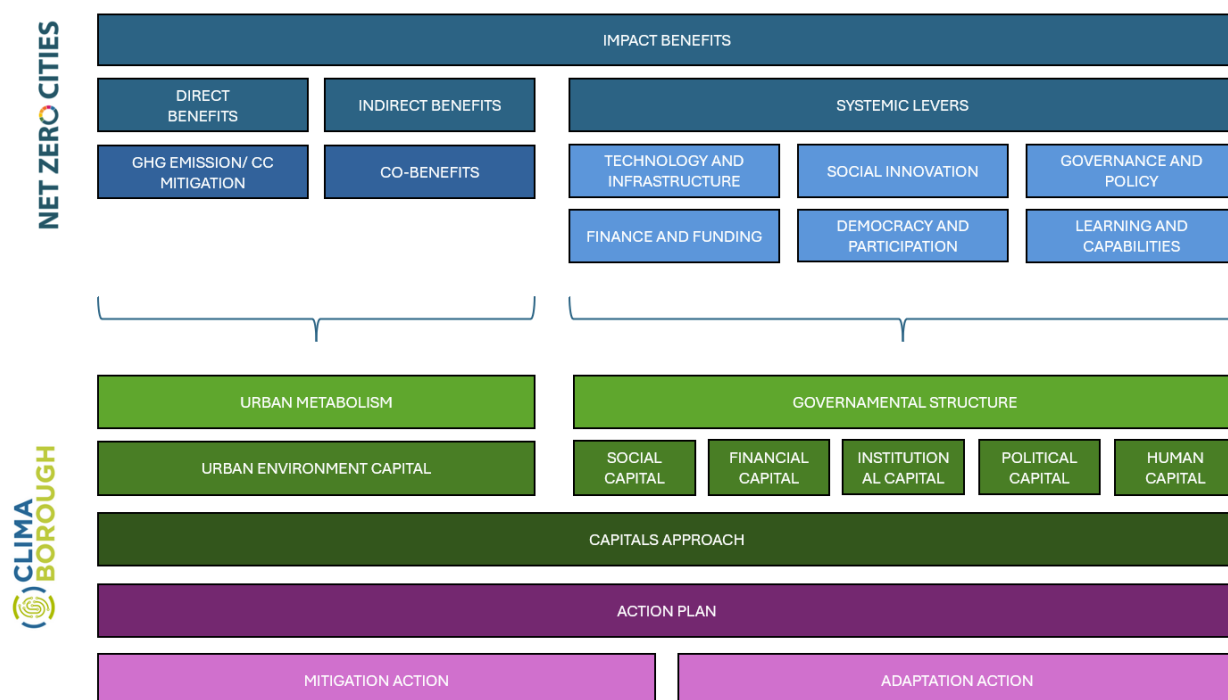 NET ZERO CITIES
IMPACT BENEFITS
DIRECT
BENEFITS
INDIRECT BENEFITS
SYSTEMIC LEVERS
GHG EMISSION/ CC
MITIGATION
CO-BENEFITS
TECHNOLOGY AND
INFRASTRUCTURE
SOCIAL INNOVATION
GOVERNANCE AND
POLICY
FINANCE AND FUNDING
DEMOCRACY AND
PARTICIPATION
LEARNING AND
CAPABILITIES
CLIMA
BOROUGH
URBAN METABOLISM
GOVERNAMENTAL STRUCTURE
URBAN ENVIRONMENT CAPITAL
SOCIAL
CAPITAL
FINANCIAL
CAPITAL
INSTITUTION
AL CAPITAL
POLITICAL
CAPITAL
HUMAN
CAPITAL
CAPITALS APPROACH
ACTION PLAN
MITIGATION ACTION
ADAPTATION ACTION